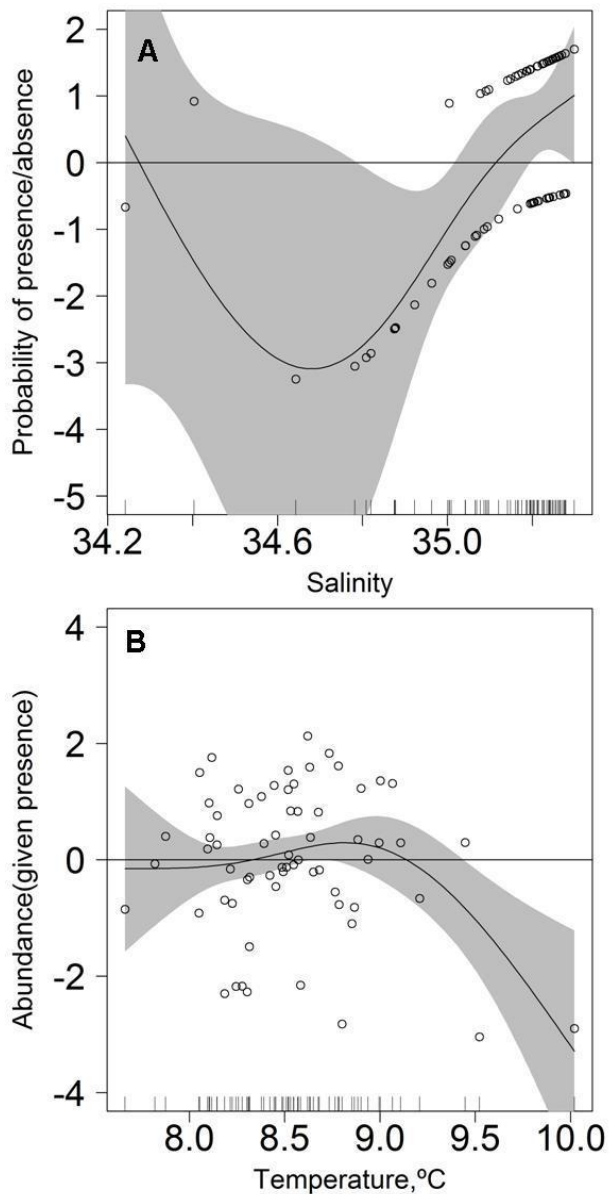 A
2
1
0
-1
-2
-3
-4
-5
Probability of presence/absence
34.2 34.6 35.0
Salinity
B
4
2
0
-2
-4
Abundance(given presence)
8.0 8.5 9.0 9.5 10.0
Temperature,ºC